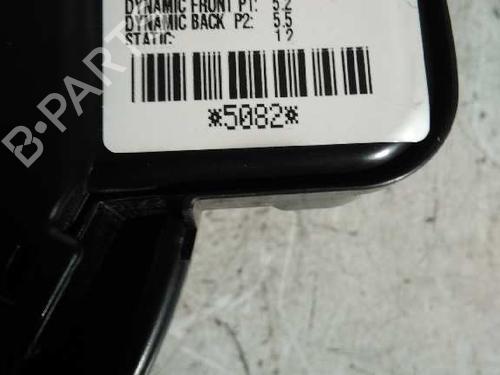 DYNAMIC FRONT P1: 5.2
DYNAMIC BACK P2: 5.5
STATIC: 1.2
*5082*
B-PARTS